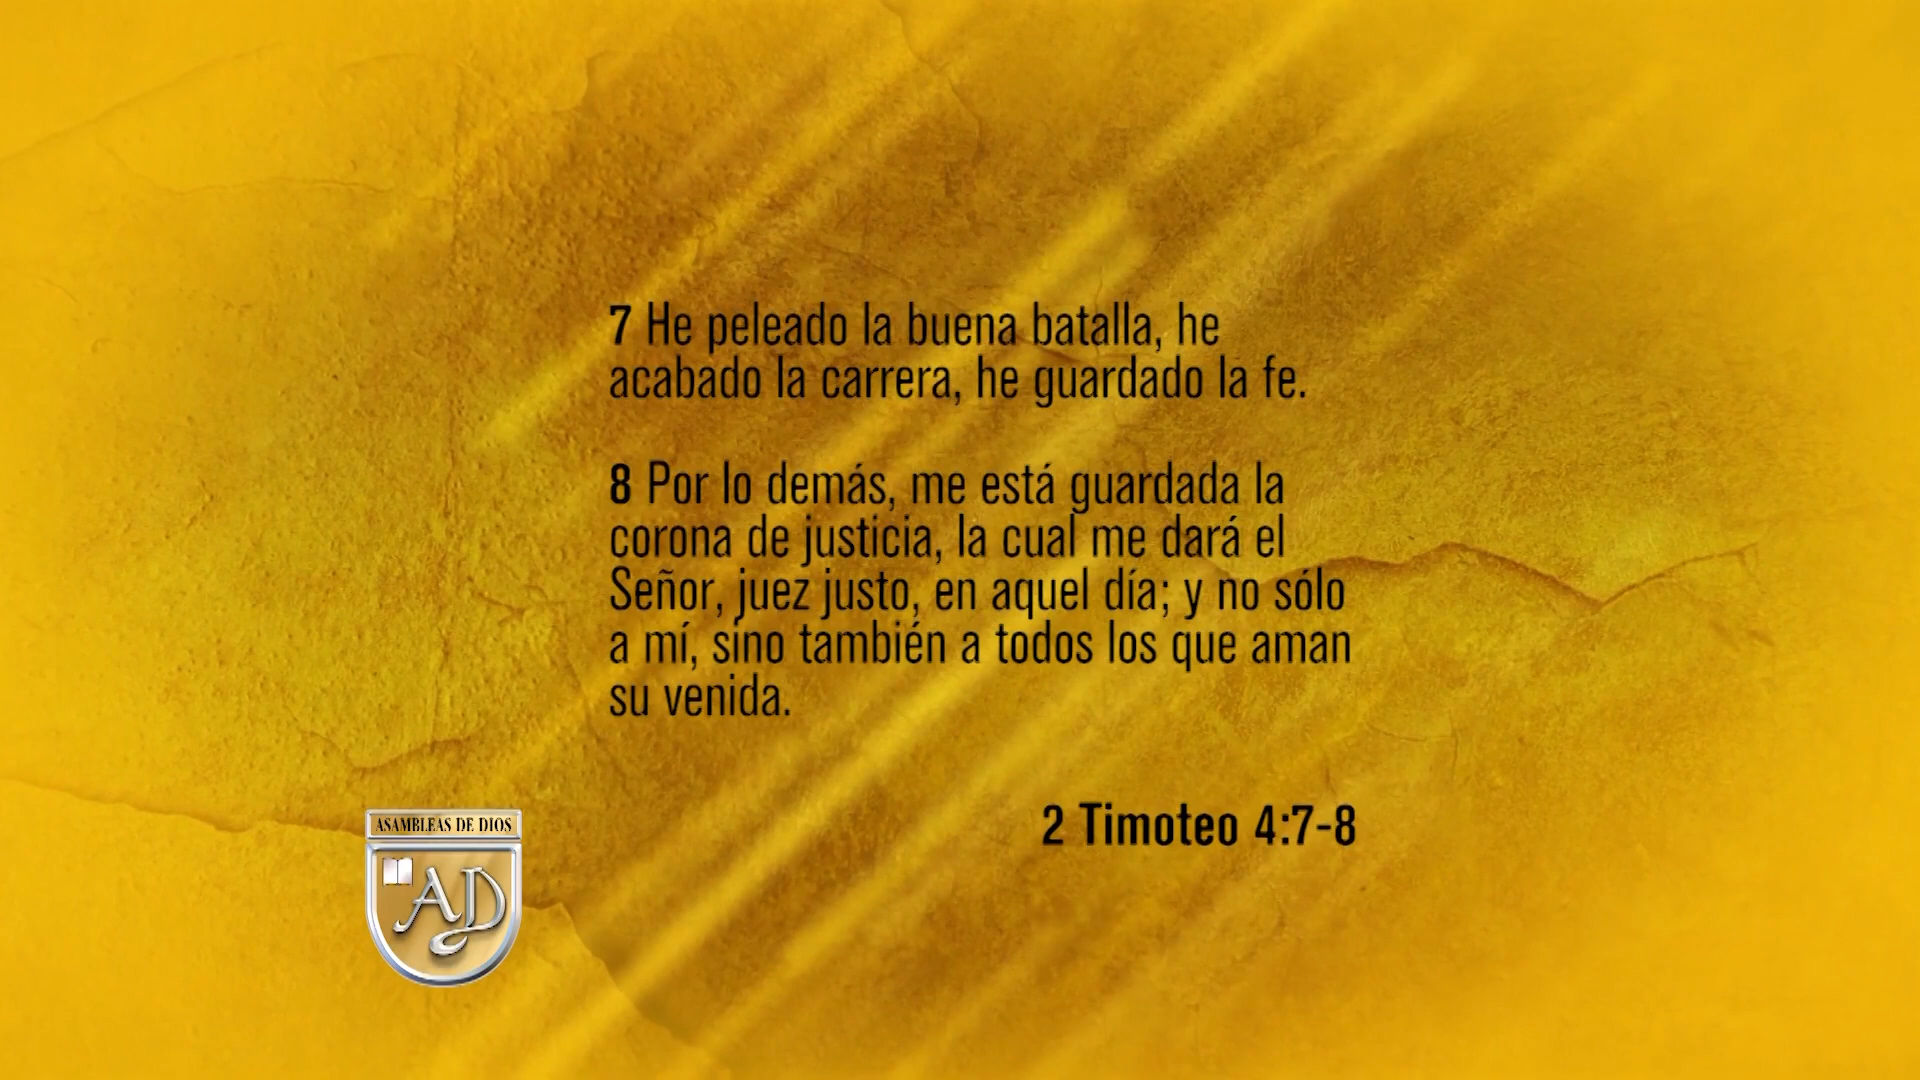 7 He peleado la buena batalla, he
acabado la carrera, he guardado la fe.
8 Por lo demás, me está guardada la
corona de justicia, la cual me dará el
Señor, juez justo, en aquel día; y no sólo
a mí, sino también a todos los que aman
su venida.
2 Timoteo 4:7-8
ASAMBLEAS DE DIOS
AD